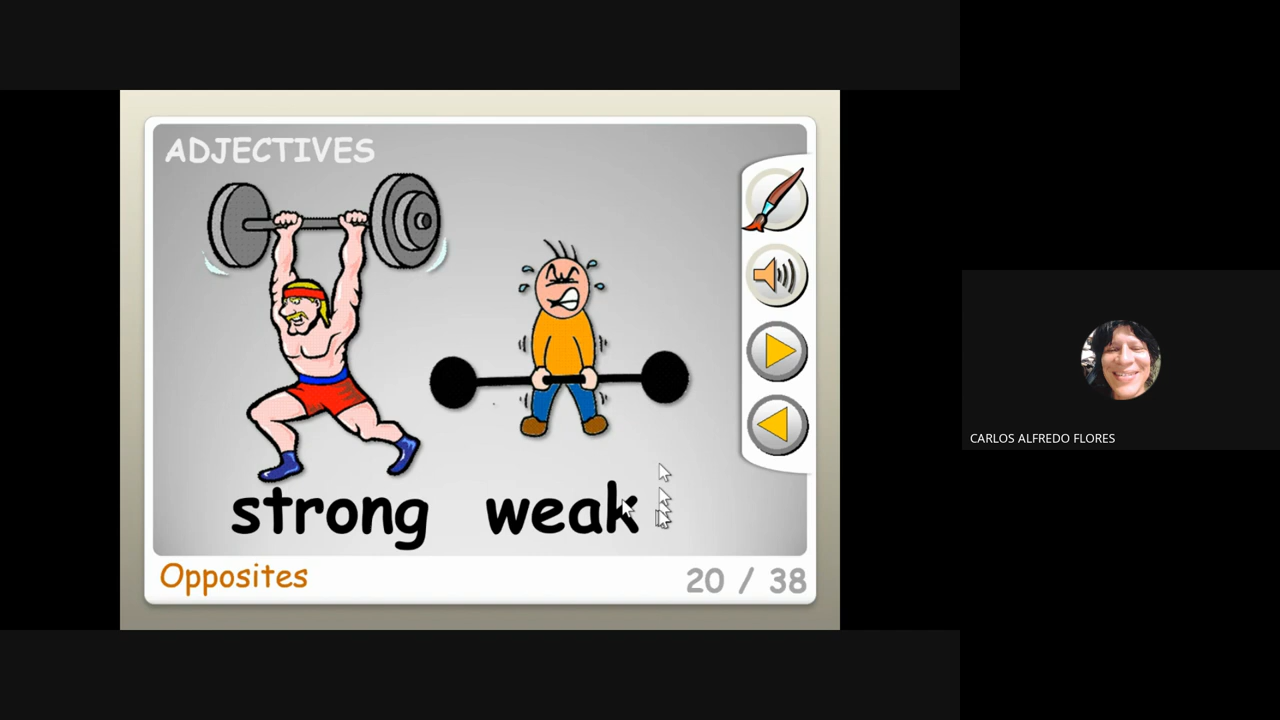 ADJECTIVES
strong weak
Opposites
20 / 38
CARLOS ALFREDO FLORES